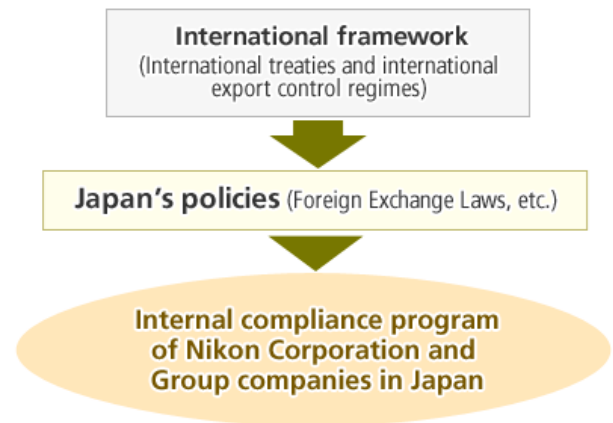 International framework
(International treaties and international
export control regimes)
Japan’s policies (Foreign Exchange Laws, etc.)
Internal compliance program
of Nikon Corporation and
Group companies in Japan